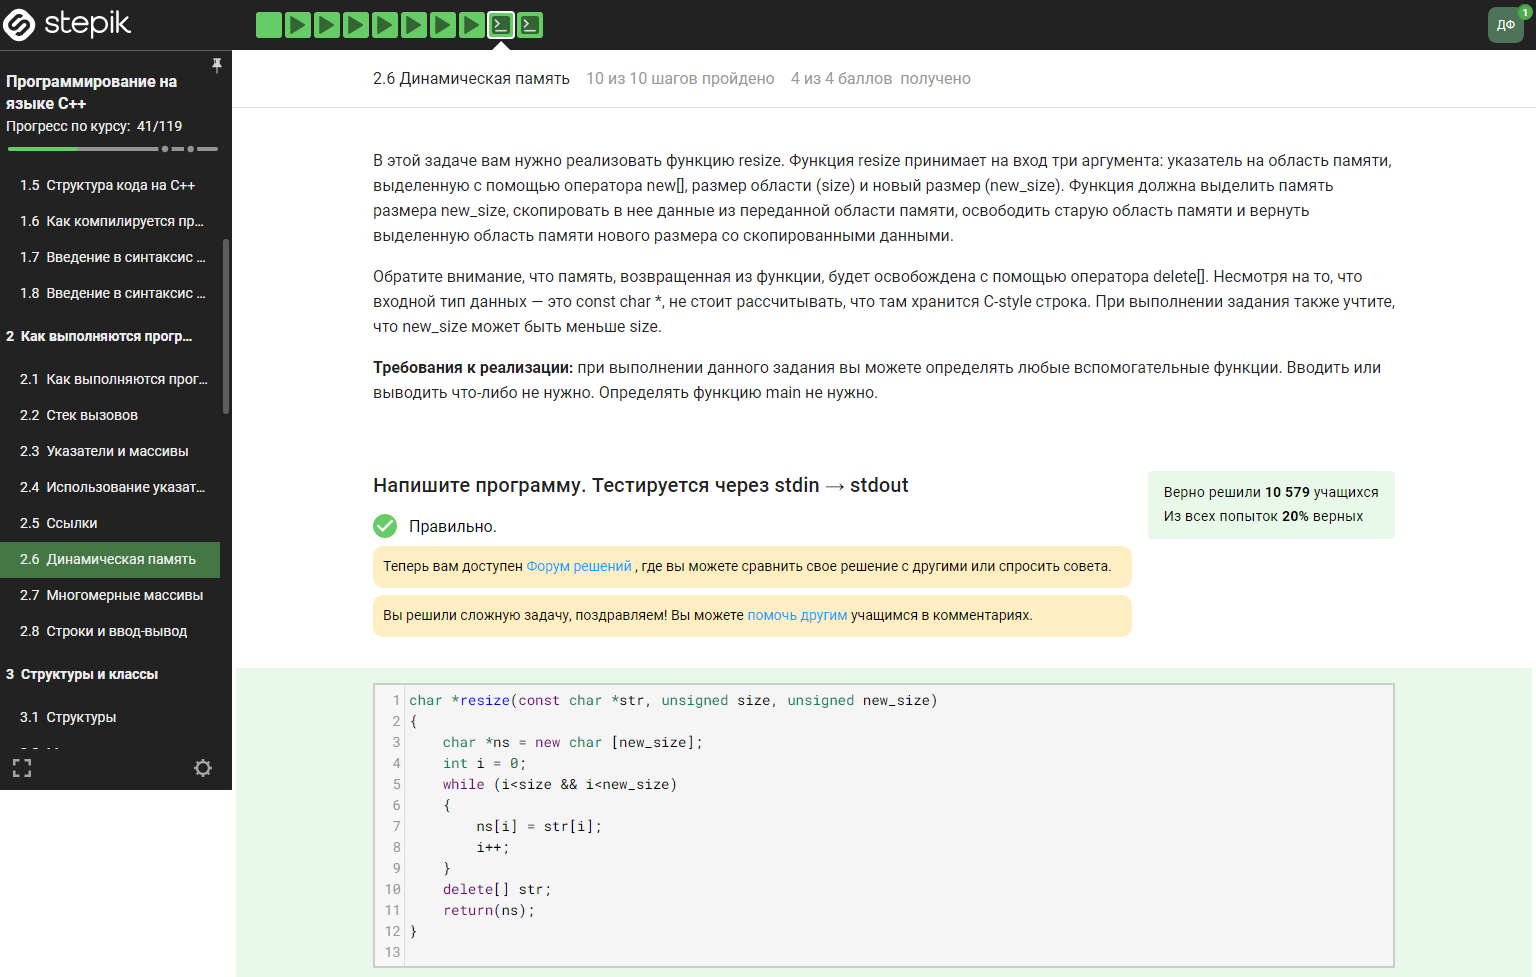 stepik
ДФ
1
Программирование на
языке C++
Прогресс по курсу: 41/119
1.5 Структура кода на C++
1.6 Как компилируется пр...
1.7 Введение в синтаксис ...
1.8 Введение в синтаксис ...
2 Как выполняются прогр...
2.1 Как выполняются прог...
2.2 Стек вызовов
2.3 Указатели и массивы
2.4 Использование указат...
2.5 Ссылки
2.6 Динамическая память
2.7 Многомерные массивы
2.8 Строки и ввод-вывод
3 Структуры и классы
3.1 Структуры
2.6 Динамическая память 10 из 10 шагов пройдено 4 из 4 баллов получено
В этой задаче вам нужно реализовать функцию resize. Функция resize принимает на вход три аргумента: указатель на область памяти,
выделенную с помощью оператора new[], размер области (size) и новый размер (new_size). Функция должна выделить память
размера new_size, скопировать в нее данные из переданной области памяти, освободить старую область памяти и вернуть
выделенную область памяти нового размера со скопированными данными.
Обратите внимание, что память, возвращенная из функции, будет освобождена с помощью оператора delete[]. Несмотря на то, что
входной тип данных — это const char *, не стоит рассчитывать, что там хранится C-style строка. При выполнении задания также учтите,
что new_size может быть меньше size.
Требования к реализации: при выполнении данного задания вы можете определять любые вспомогательные функции. Вводить или
выводить что-либо не нужно. Определять функцию main не нужно.
Напишите программу. Тестируется через stdin → stdout
Верно решили 10 579 учащихся
Из всех попыток 20% верных
Правильно.
Теперь вам доступен Форум решений , где вы можете сравнить свое решение с другими или спросить совета.
Вы решили сложную задачу, поздравляем! Вы можете помочь другим учащимся в комментариях.
1 char *resize(const char *str, unsigned size, unsigned new_size)
2 {
3     char *ns = new char [new_size];
4     int i = 0;
5     while (i<size && i<new_size)
6     {
7         ns[i] = str[i];
8         i++;
9     }
10     delete[] str;
11     return(ns);
12 }
13